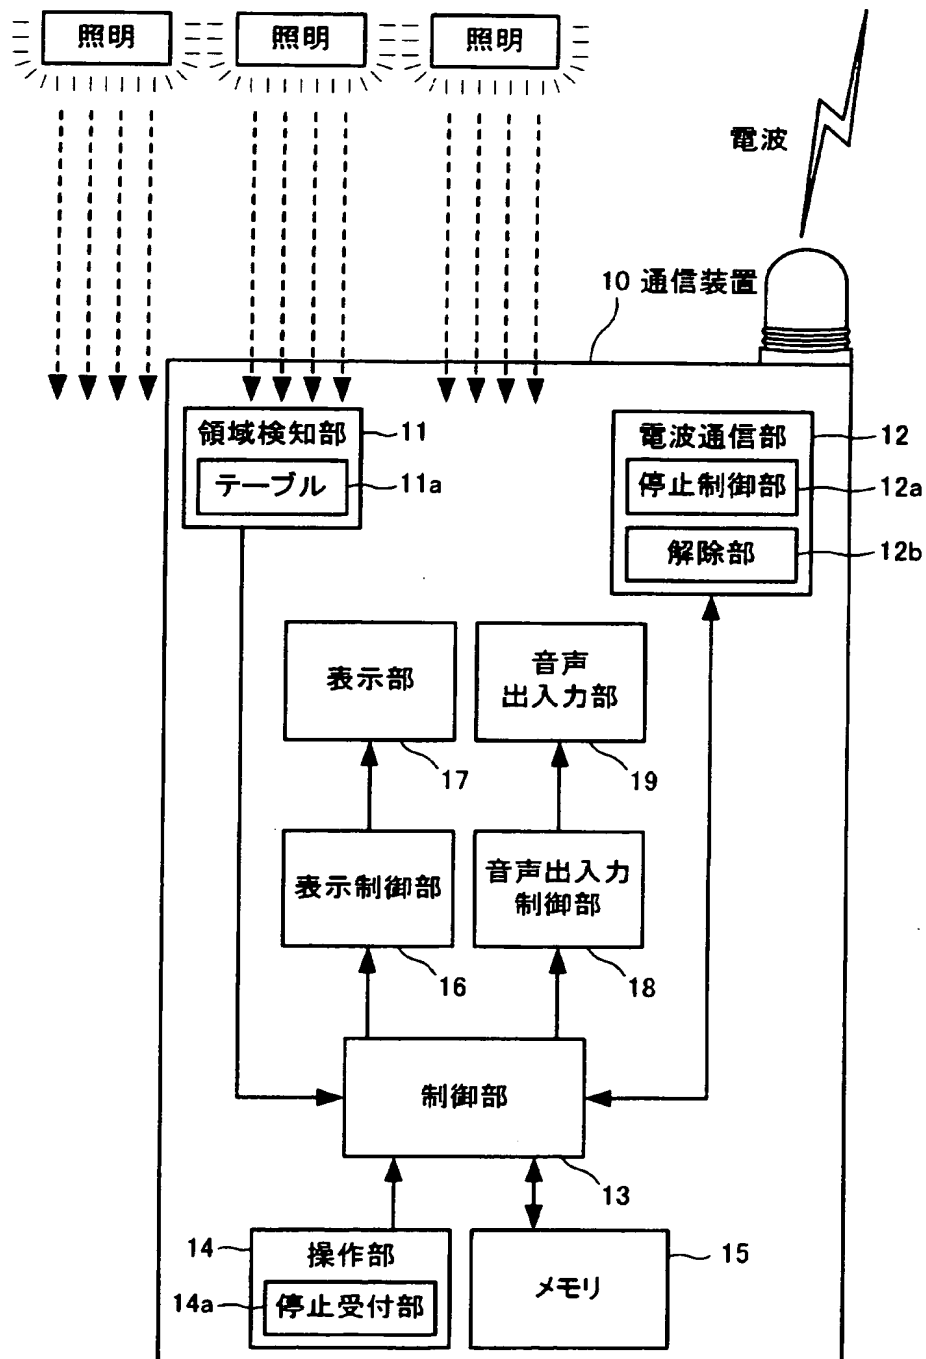 照明
照明
照明
電波
10 通信装置
領域検知部
11
テーブル
11a
電波通信部
12
停止制御部
12a
解除部
12b
表示部
17
音声
出入力部
19
表示制御部
16
音声出入力
制御部
18
制御部
13
14
操作部
14a
停止受付部
メモリ
15